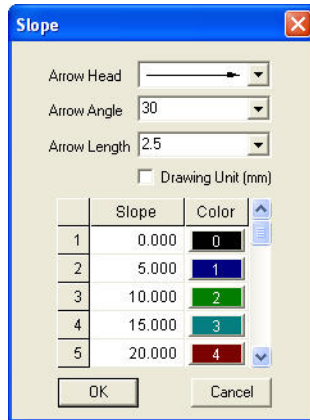 Slope
Arrow Head
Arrow Angle 30
Arrow Length 2.5
Drawing Unit (mm)
Slope Color
1 0.000 0
2 5.000 1
3 10.000 2
4 15.000 3
5 20.000 4
OK Cancel